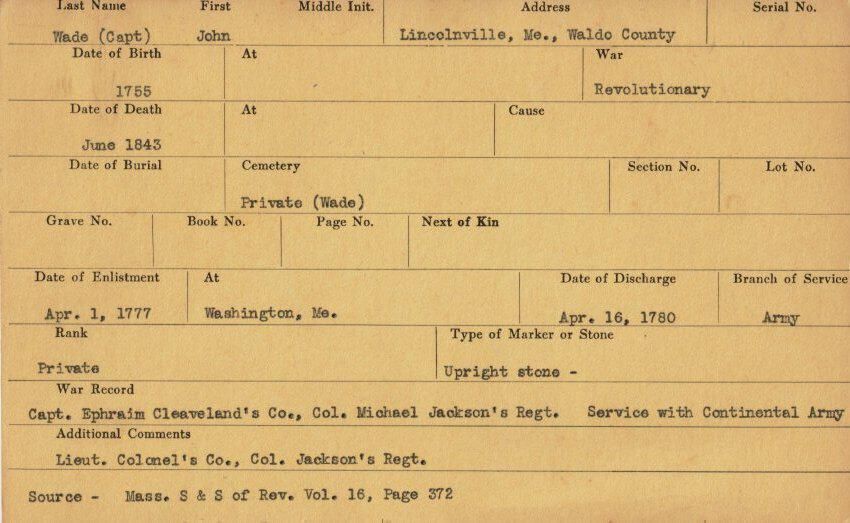 Last Name First Middle Init. Address Serial No.
Wade (Capt) John Lincolnville, Me., Waldo County
Date of Birth At War
1755 Revolutionary
Date of Death At Cause
June 1843
Date of Burial Cemetery Section No. Lot No.
Private (Wade)
Grave No. Book No. Page No. Next of Kin
Date of Enlistment At Date of Discharge Branch of Service
Apr. 1, 1777 Washington, Me. Apr. 16, 1780 Army
Rank Type of Marker or Stone
Private Upright stone -
War Record
Capt. Ephraim Cleaveland's Co., Col. Michael Jackson's Regt. Service with Continental Army
Additional Comments
Lieut. Colonel's Co., Col. Jackson's Regt.
Source - Mass. S & S of Rev. Vol. 16, Page 372